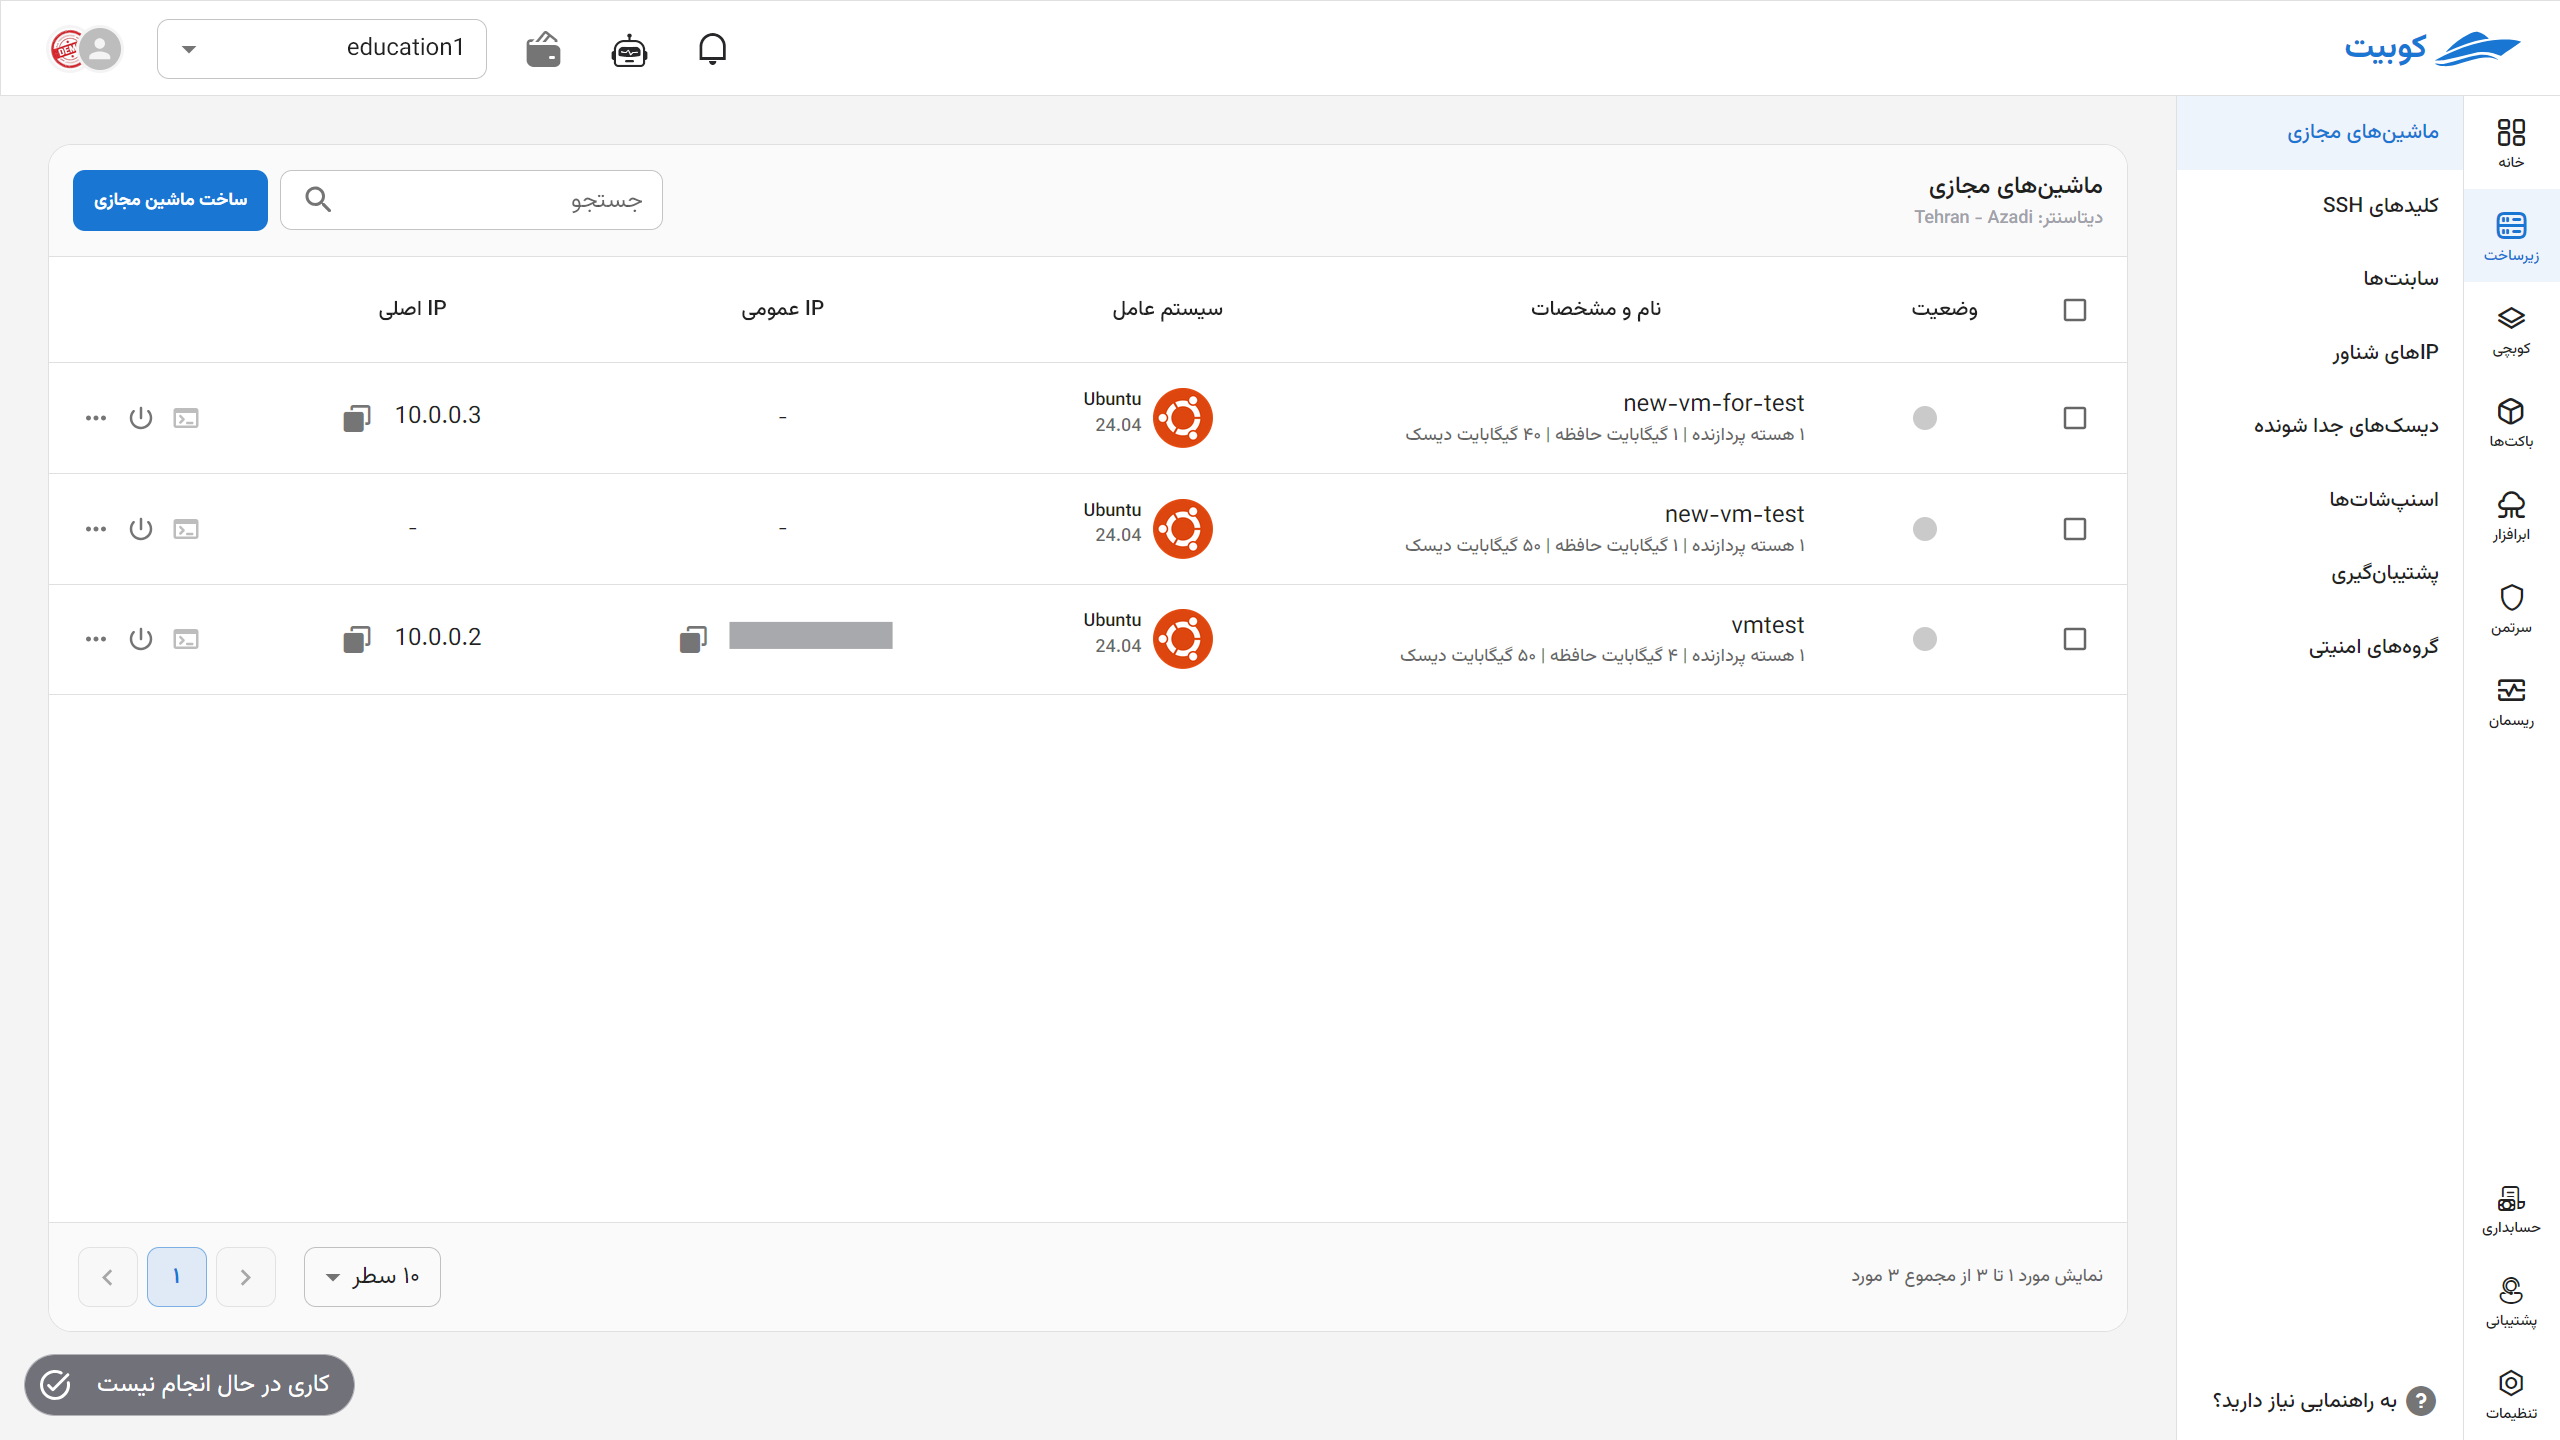 کوبیت
education1
خانه
زیرساخت
کوبچی
باکت‌ها
ابرافزار
سرتمن
ریسمان
حسابداری
پشتیبانی
تنظیمات
ماشین‌های مجازی
کلیدهای SSH
سابنت‌ها
IPهای شناور
دیسک‌های جدا شونده
اسنپ‌شات‌ها
پشتیبان‌گیری
گروه‌های امنیتی
به راهنمایی نیاز دارید؟
ماشین‌های مجازی
دیتاسنتر: Tehran - Azadi
جستجو
ساخت ماشین مجازی
وضعیت نام و مشخصات سیستم عامل IP عمومی IP اصلی
new-vm-for-test
۱ هسته پردازنده | ۱ گیگابایت حافظه | ۴۰ گیگابایت دیسک
Ubuntu
24.04
-
10.0.0.3
new-vm-test
۱ هسته پردازنده | ۱ گیگابایت حافظه | ۵۰ گیگابایت دیسک
Ubuntu
24.04
-
-
vmtest
۱ هسته پردازنده | ۴ گیگابایت حافظه | ۵۰ گیگابایت دیسک
Ubuntu
24.04
10.0.0.2
نمایش مورد ۱ تا ۳ از مجموع ۳ مورد
۱۰ سطر
۱
کاری در حال انجام نیست